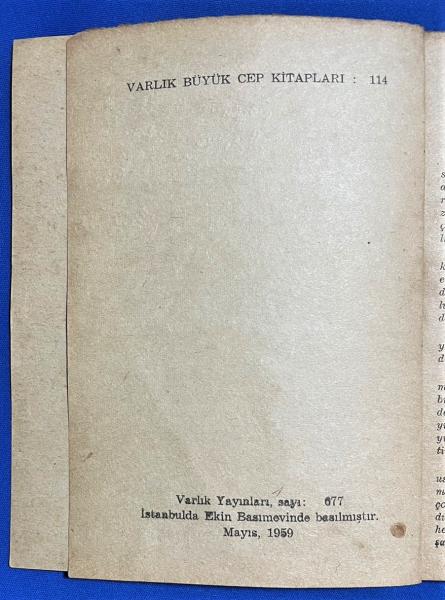 VARLIK BÜYÜK CEP KİTAPLARI : 114
Varlık Yayınları, sayı: 677
İstanbulda Ekin Basımevinde basılmıştır.
Mayıs, 1959